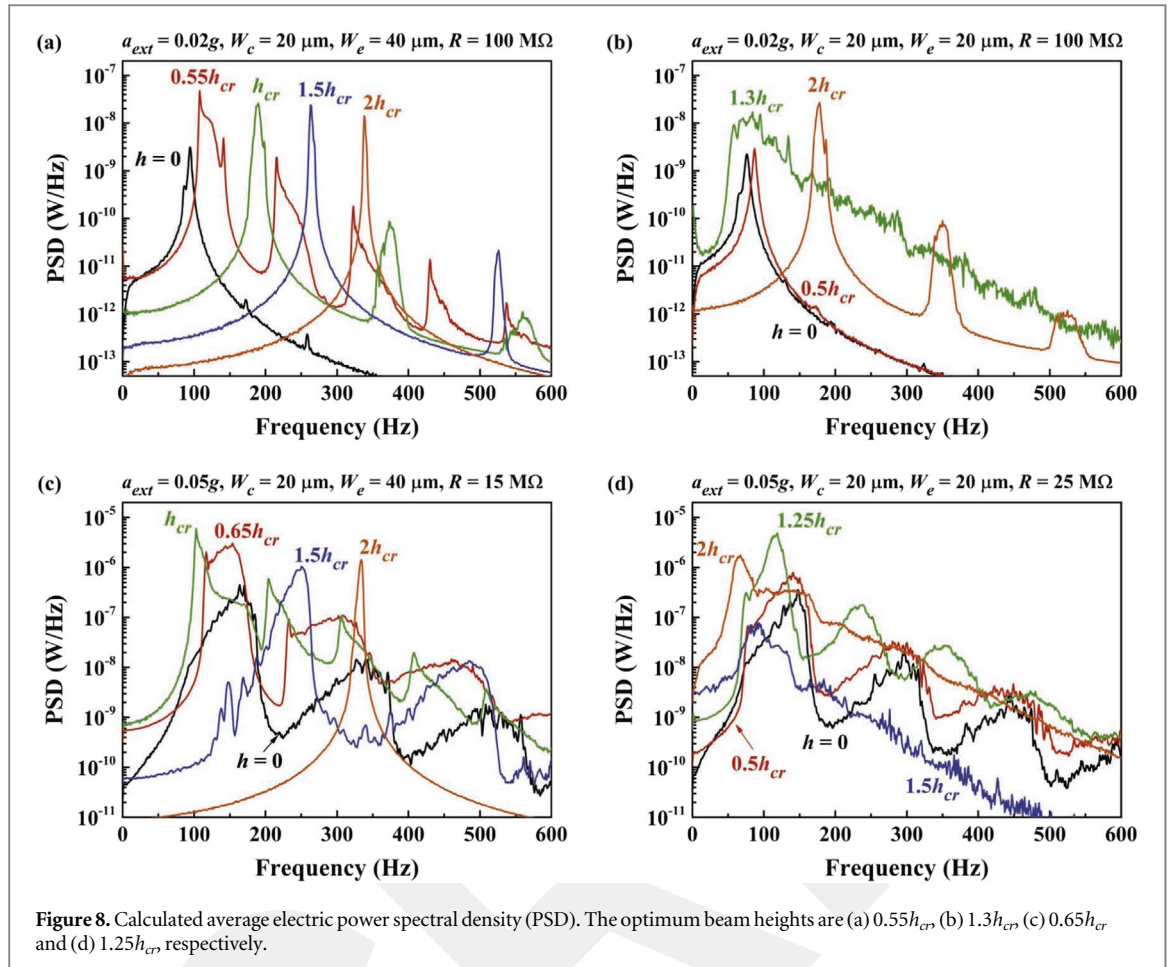 (a) a_ext = 0.02g, W_c = 20 μm, W_e = 40 μm, R = 100 MΩ
PSD (W/Hz)
10^-7
10^-8
10^-9
10^-10
10^-11
10^-12
10^-13
0.55h_cr
h_cr
1.5h_cr
2h_cr
h = 0
0 100 200 300 400 500 600
Frequency (Hz)
(b) a_ext = 0.02g, W_c = 20 μm, W_e = 20 μm, R = 100 MΩ
PSD (W/Hz)
10^-7
10^-8
10^-9
10^-10
10^-11
10^-12
10^-13
1.3h_cr
2h_cr
0.5h_cr
h = 0
0 100 200 300 400 500 600
Frequency (Hz)
(c) a_ext = 0.05g, W_c = 20 μm, W_e = 40 μm, R = 15 MΩ
PSD (W/Hz)
10^-5
10^-6
10^-7
10^-8
10^-9
10^-10
10^-11
h_cr
0.65h_cr
1.5h_cr
2h_cr
h = 0
0 100 200 300 400 500 600
Frequency (Hz)
(d) a_ext = 0.05g, W_c = 20 μm, W_e = 20 μm, R = 25 MΩ
PSD (W/Hz)
10^-5
10^-6
10^-7
10^-8
10^-9
10^-10
10^-11
2h_cr
1.25h_cr
h = 0
0.5h_cr
1.5h_cr
0 100 200 300 400 500 600
Frequency (Hz)
Figure 8. Calculated average electric power spectral density (PSD). The optimum beam heights are (a) 0.55h_cr, (b) 1.3h_cr, (c) 0.65h_cr
and (d) 1.25h_cr, respectively.